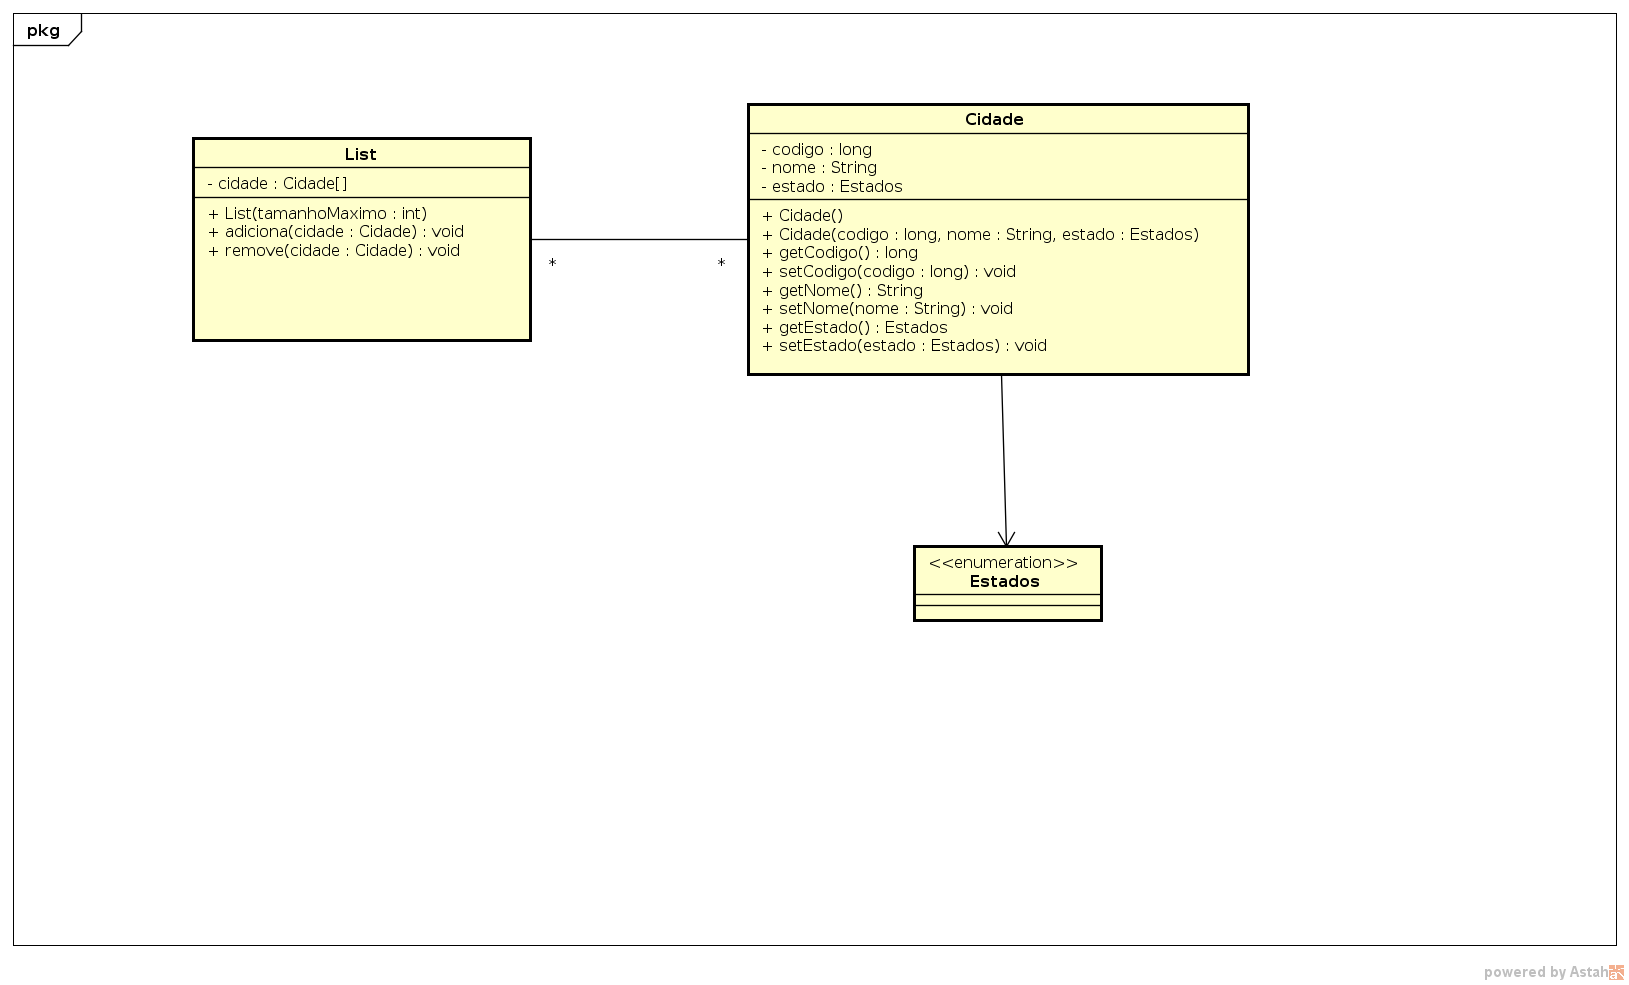 pkg
List
- cidade : Cidade[]
+ List(tamanhoMaximo : int)
+ adiciona(cidade : Cidade) : void
+ remove(cidade : Cidade) : void
* *
Cidade
- codigo : long
- nome : String
- estado : Estados
+ Cidade()
+ Cidade(codigo : long, nome : String, estado : Estados)
+ getCodigo() : long
+ setCodigo(codigo : long) : void
+ getNome() : String
+ setNome(nome : String) : void
+ getEstado() : Estados
+ setEstado(estado : Estados) : void
<<enumeration>>
Estados
powered by Astah